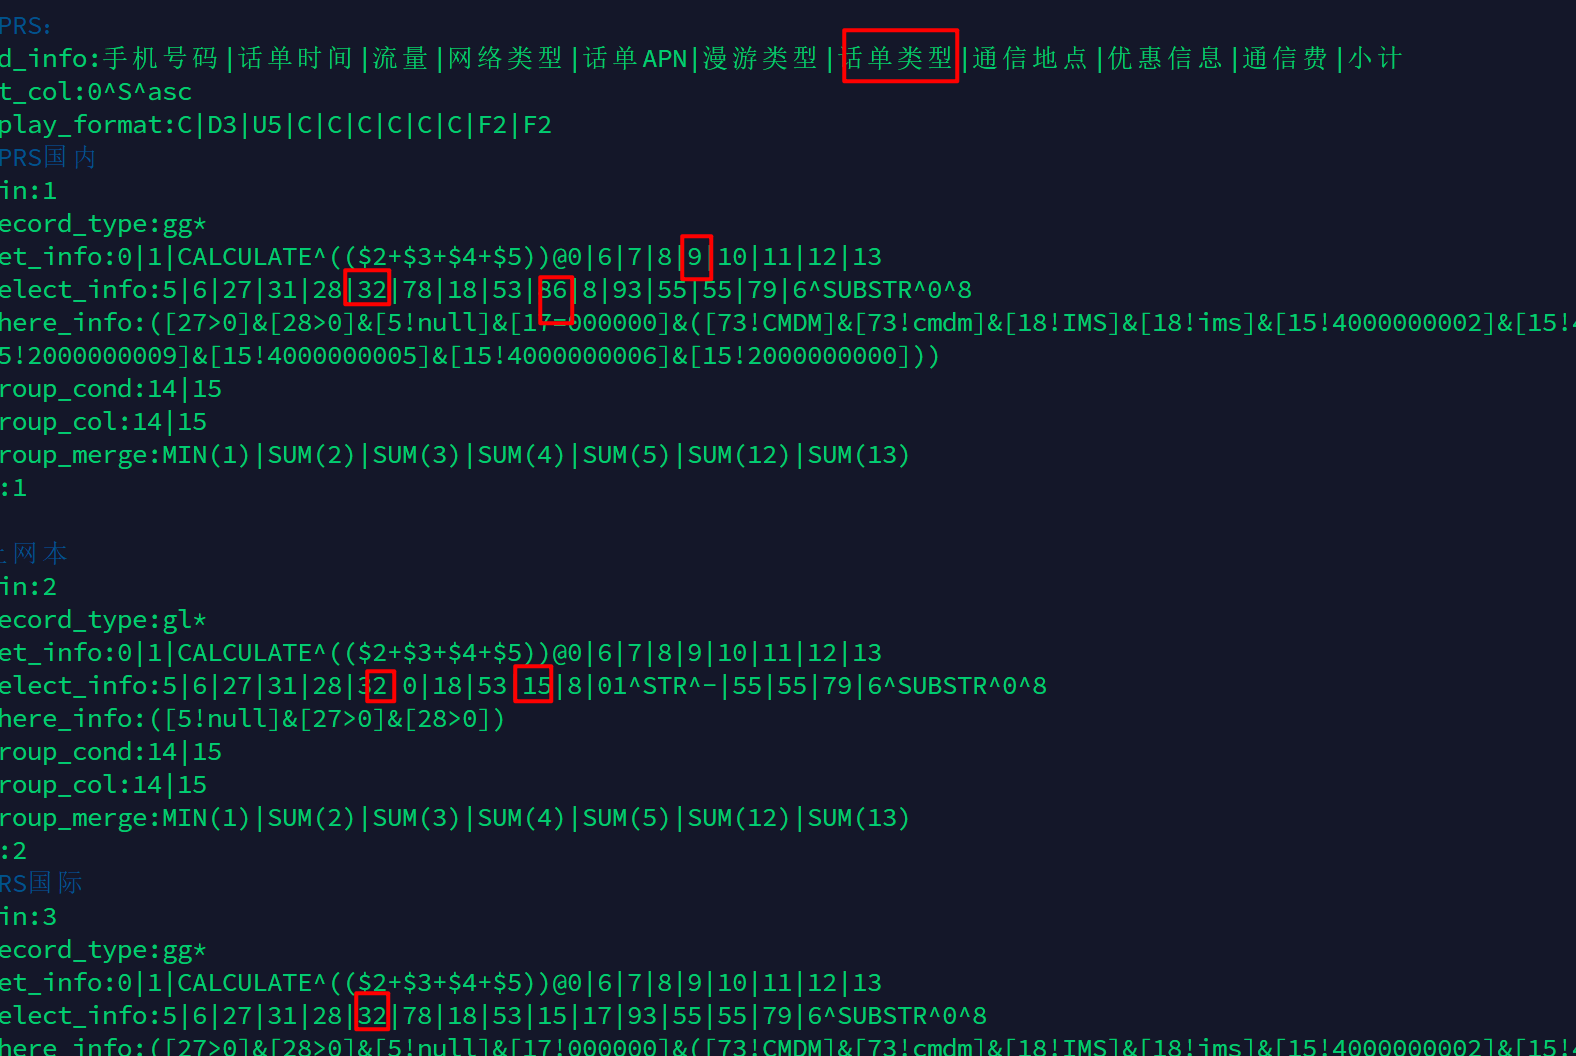 PRS:
d_info:手机号码|话单时间|流量|网络类型|话单APN|漫游类型|话单类型|通信地点|优惠信息|通信费|小计
t_col:0^S^asc
play_format:C|D3|U5|C|C|C|C|C|C|F2|F2
PRS国内
in:1
ecord_type:gg*
et_info:0|1|CALCULATE^(($2+$3+$4+$5))@0|6|7|8|9|10|11|12|13
elect_info:5|6|27|31|28|32|78|18|53|86|8|93|55|55|79|6^SUBSTR^0^8
here_info:([27>0]&[28>0]&[5!null]&[17=000000]&([73!CMDM]&[73!cmdm]&[18!IMS]&[18!ims]&[15!4000000002]&[15!4
5!2000000009]&[15!4000000005]&[15!4000000006]&[15!2000000000]))
roup_cond:14|15
roup_col:14|15
roup_merge:MIN(1)|SUM(2)|SUM(3)|SUM(4)|SUM(5)|SUM(12)|SUM(13)
:1
上网本
in:2
ecord_type:gl*
et_info:0|1|CALCULATE^(($2+$3+$4+$5))@0|6|7|8|9|10|11|12|13
elect_info:5|6|27|31|28|32 0|18|53 15|8|01^STR^-|55|55|79|6^SUBSTR^0^8
here_info:([5!null]&[27>0]&[28>0])
roup_cond:14|15
roup_col:14|15
roup_merge:MIN(1)|SUM(2)|SUM(3)|SUM(4)|SUM(5)|SUM(12)|SUM(13)
:2
RS国际
in:3
ecord_type:gg*
et_info:0|1|CALCULATE^(($2+$3+$4+$5))@0|6|7|8|9|10|11|12|13
elect_info:5|6|27|31|28|32|78|18|53|15|17|93|55|55|79|6^SUBSTR^0^8
here_info:([27>0]&[28>0]&[5!null]&[17!000000]&([73!CMDM]&[73!cmdm]&[18!IMS]&[18!ims]&[15!4000000002]&[15!4